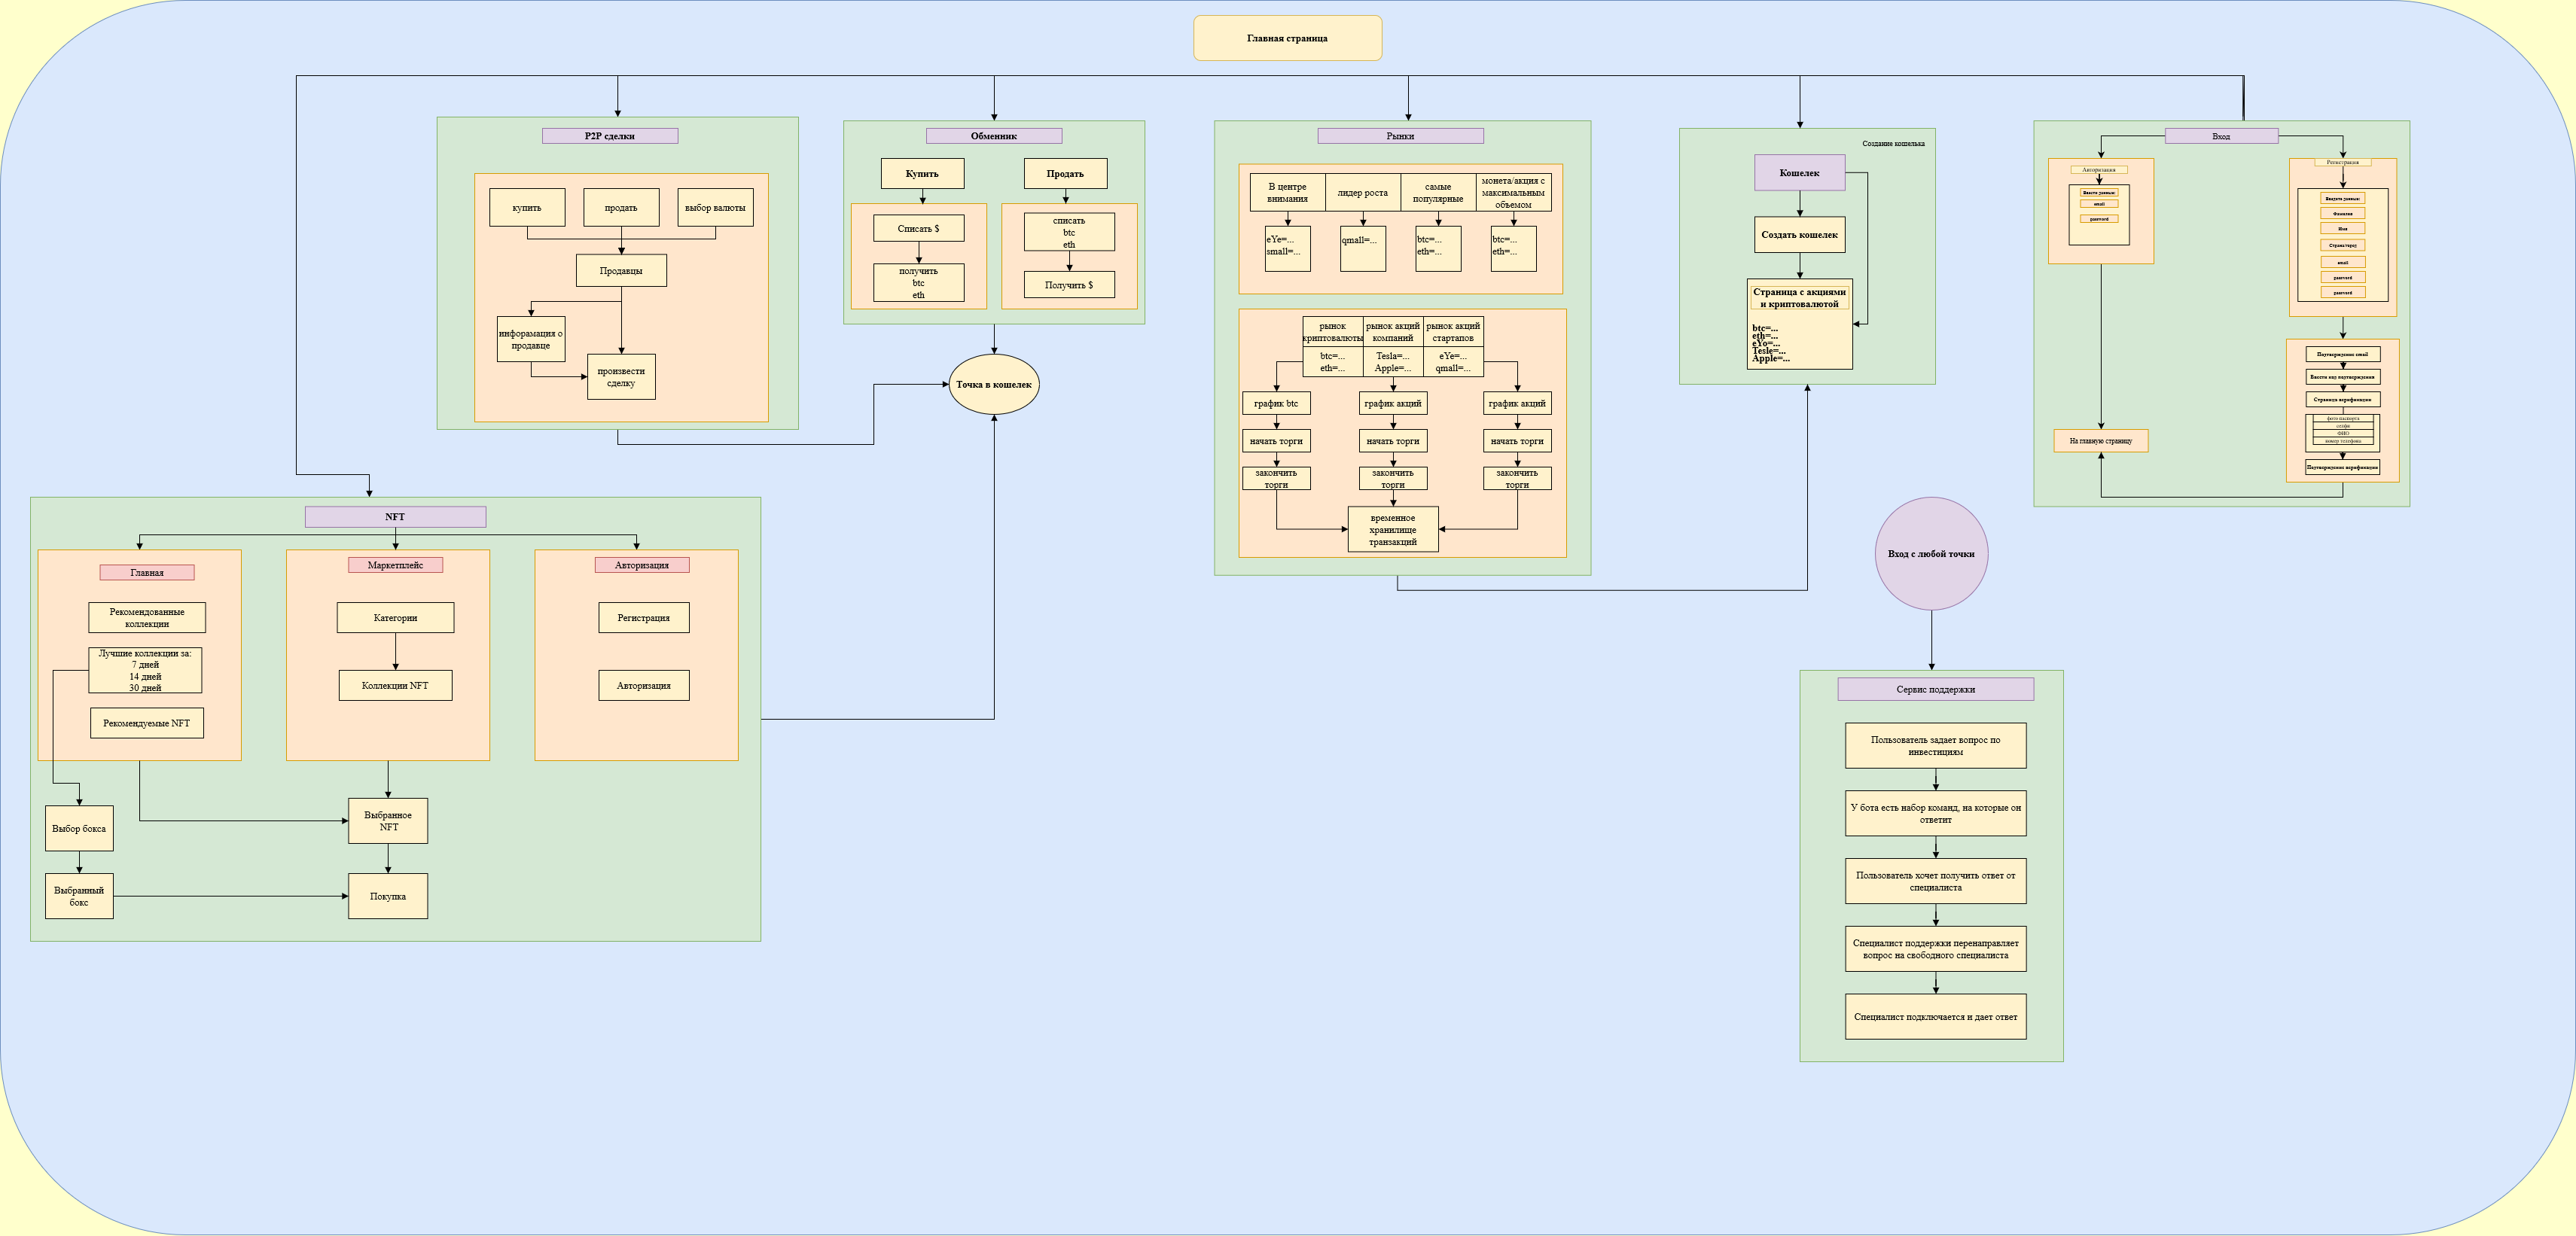 Главная страница
P2P сделки
купить
продать
выбор валюты
Продавцы
инфорамация о
продавце
произвести
сделку
Обменник
Купить
Продать
Списать $
получить
btc
eth
списать
btc
eth
Получить $
Точка в кошелек
Рынки
В центре
внимания
лидер роста
самые
популярные
монета/акция с
максимальным
объемом
eYe=...
small=...
qmall=...
btc=...
eth=...
btc=...
eth=...
рынок
криптовалюты
рынок акций
компаний
рынок акций
стартапов
btc=...
eth=...
Tesla=...
Apple=...
eYe=...
qmall=...
график btc
график акций
график акций
начать торги
начать торги
начать торги
закончить
торги
закончить
торги
закончить
торги
временное
хранилище
транзакций
Создание кошелька
Кошелек
Создать кошелек
Страница с акциями
и криптовалютой
btc=...
eth=...
eYo=...
Tesle=...
Apple=...
Вход
Авторизация
Ввести данные:
email
password
На главную страницу
Регистрация
Введите данные:
Фамилия
Имя
Страна/город
email
password
password
Подтверждение email
Ввести код подтверждения
Страница верификации
фото паспорта
селфи
ФИО
номер телефона
Подтверждение верификации
NFT
Главная
Рекомендованные
коллекции
Лучшие коллекции за:
7 дней
14 дней
30 дней
Рекомендуемые NFT
Маркетплейс
Категории
Коллекции NFT
Авторизация
Регистрация
Авторизация
Выбор бокса
Выбранный
бокс
Выбранное
NFT
Покупка
Вход с любой точки
Сервис поддержки
Пользователь задает вопрос по
инвестициям
У бота есть набор команд, на которые он
ответит
Пользователь хочет получить ответ от
специалиста
Специалист поддержки перенаправляет
вопрос на свободного специалиста
Специалист подключается и дает ответ